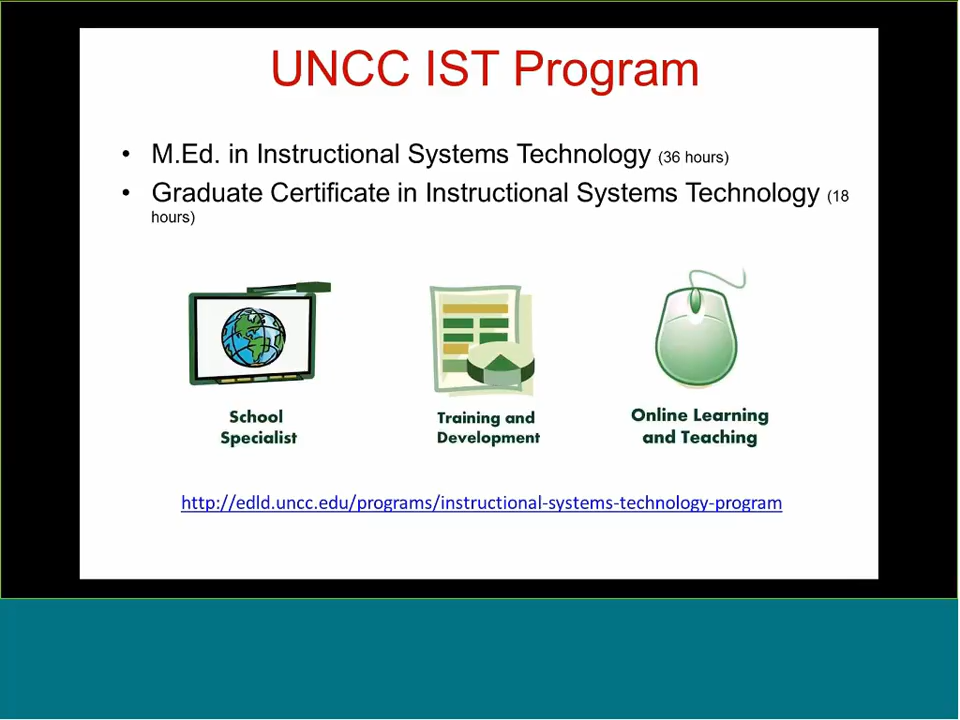 UNCC IST Program
• M.Ed. in Instructional Systems Technology (36 hours)
• Graduate Certificate in Instructional Systems Technology (18
hours)
School
Specialist
Training and
Development
Online Learning
and Teaching
http://edld.uncc.edu/programs/instructional-systems-technology-program